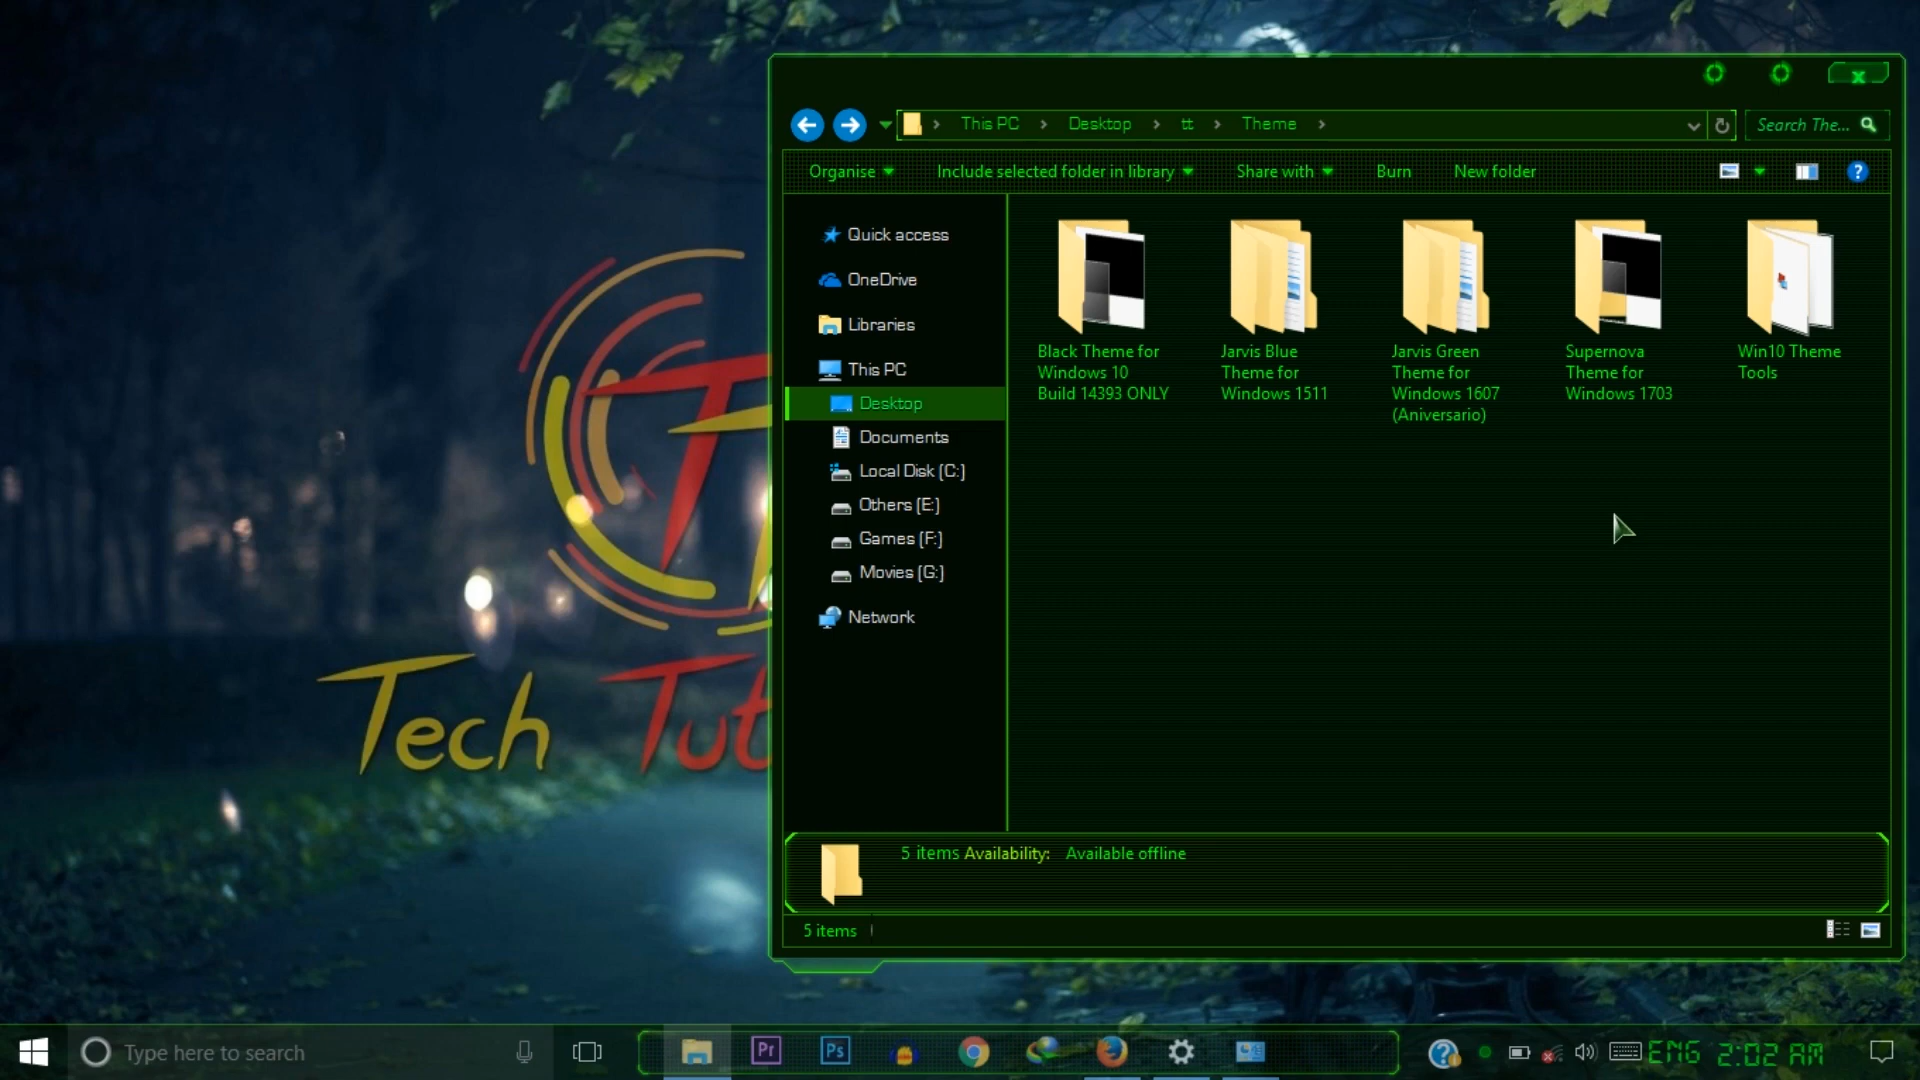 This PC
Desktop
tt
Theme
Search The...
Organise
Include selected folder in library
Share with
Burn
New folder
Quick access
OneDrive
Libraries
This PC
Desktop
Documents
Local Disk (C:)
Others (E:)
Games (F:)
Movies (G:)
Network
Black Theme for
Windows 10
Build 14393 ONLY
Jarvis Blue
Theme for
Windows 1511
Jarvis Green
Theme for
Windows 1607
(Aniversario)
Supernova
Theme for
Windows 1703
Win10 Theme
Tools
Tech Tut
5 items Availability: Available offline
5 items
Type here to search
Pr
Ps
ENG 2:02 AM